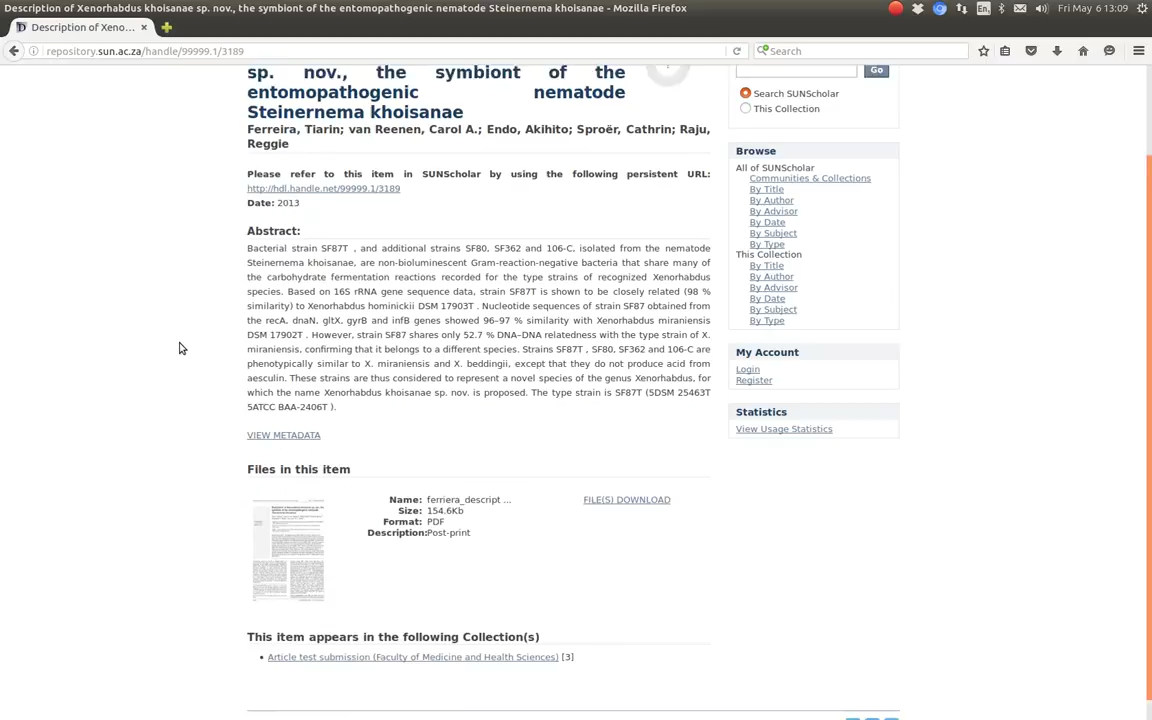 Description of Xenorhabdus khoisanae sp. nov., the symbiont of the entomopathogenic nematode Steinernema khoisanae - Mozilla Firefox
En
Fri May 6 13:09
Description of Xeno...
repository.sun.ac.za/handle/99999.1/3189
Search
sp. nov., the symbiont of the
entomopathogenic nematode
Steinernema khoisanae
Ferreira, Tiarin; van Reenen, Carol A.; Endo, Akihito; Sproër, Cathrin; Raju,
Reggie
Please refer to this item in SUNScholar by using the following persistent URL:
http://hdl.handle.net/99999.1/3189
Date: 2013
Abstract:
Bacterial strain SF87T , and additional strains SF80, SF362 and 106-C, isolated from the nematode
Steinernema khoisanae, are non-bioluminescent Gram-reaction-negative bacteria that share many of
the carbohydrate fermentation reactions recorded for the type strains of recognized Xenorhabdus
species. Based on 16S rRNA gene sequence data, strain SF87T is shown to be closely related (98 %
similarity) to Xenorhabdus hominickii DSM 17903T . Nucleotide sequences of strain SF87 obtained from
the recA, dnaN, gltX, gyrB and infB genes showed 96–97 % similarity with Xenorhabdus miraniensis
DSM 17902T . However, strain SF87 shares only 52.7 % DNA–DNA relatedness with the type strain of X.
miraniensis, confirming that it belongs to a different species. Strains SF87T , SF80, SF362 and 106-C are
phenotypically similar to X. miraniensis and X. beddingii, except that they do not produce acid from
aesculin. These strains are thus considered to represent a novel species of the genus Xenorhabdus, for
which the name Xenorhabdus khoisanae sp. nov. is proposed. The type strain is SF87T (5DSM 25463T
5ATCC BAA-2406T ).
VIEW METADATA
Files in this item
Name: ferriera_descript ...
Size: 154.6Kb
Format: PDF
Description:Post-print
FILE(S) DOWNLOAD
This item appears in the following Collection(s)
• Article test submission (Faculty of Medicine and Health Sciences) [3]
Go
Search SUNScholar
This Collection
Browse
All of SUNScholar
Communities & Collections
By Title
By Author
By Advisor
By Date
By Subject
By Type
This Collection
By Title
By Author
By Advisor
By Date
By Subject
By Type
My Account
Login
Register
Statistics
View Usage Statistics